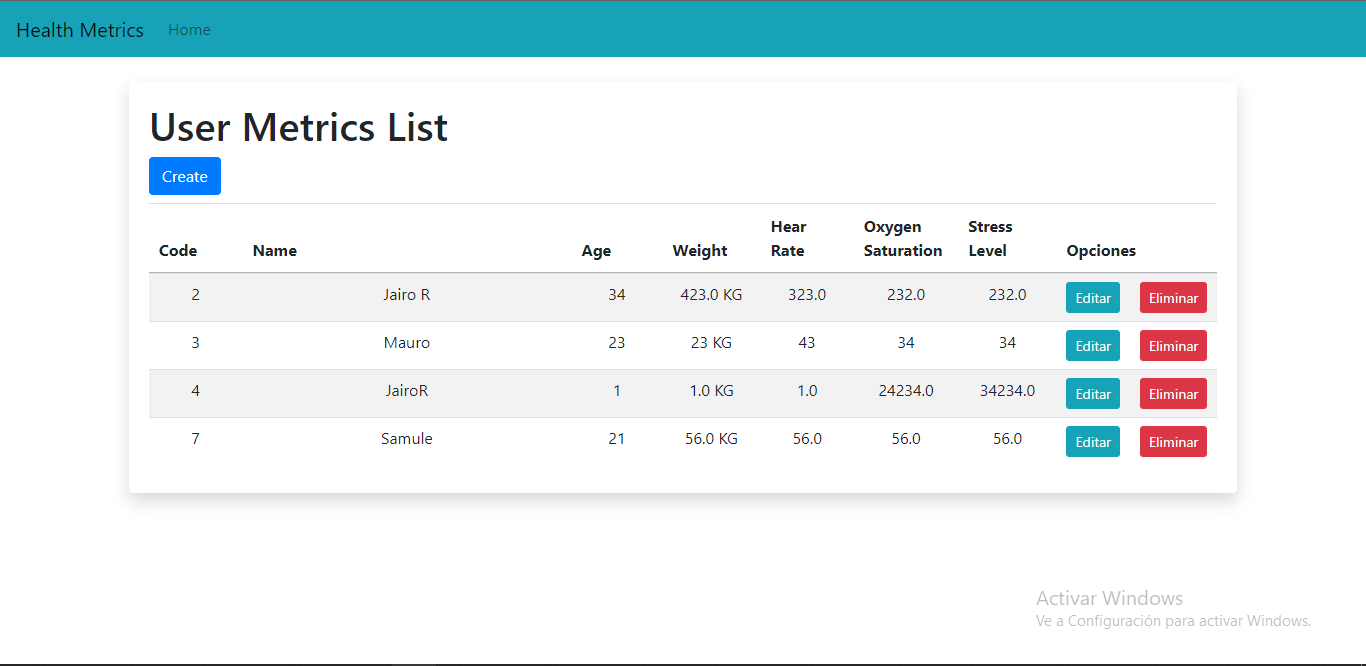 Health Metrics Home
User Metrics List
Create
Code Name Age Weight Hear Rate Oxygen Saturation Stress Level Opciones
2 Jairo R 34 423.0 KG 323.0 232.0 232.0 Editar Eliminar
3 Mauro 23 23 KG 43 34 34 Editar Eliminar
4 JairoR 1 1.0 KG 1.0 24234.0 34234.0 Editar Eliminar
7 Samule 21 56.0 KG 56.0 56.0 56.0 Editar Eliminar
Activar Windows
Ve a Configuración para activar Windows.